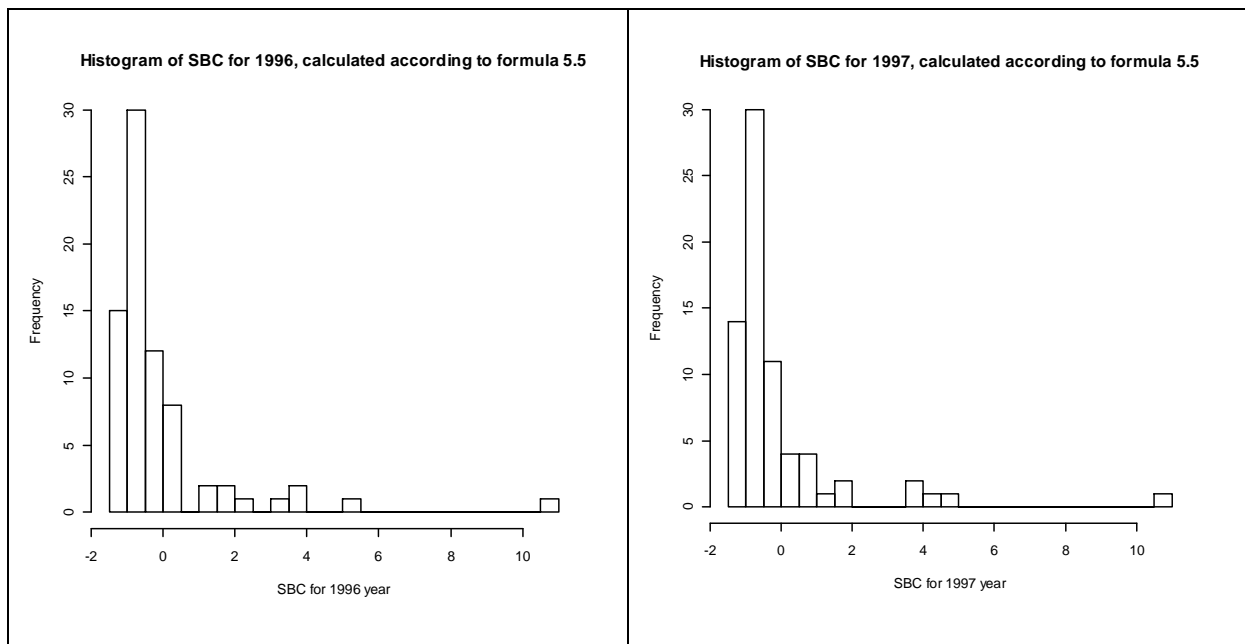 Histogram of SBC for 1996, calculated according to formula 5.5
Frequency
30
25
20
15
10
5
0
-2 0 2 4 6 8 10
SBC for 1996 year
Histogram of SBC for 1997, calculated according to formula 5.5
Frequency
30
25
20
15
10
5
0
-2 0 2 4 6 8 10
SBC for 1997 year